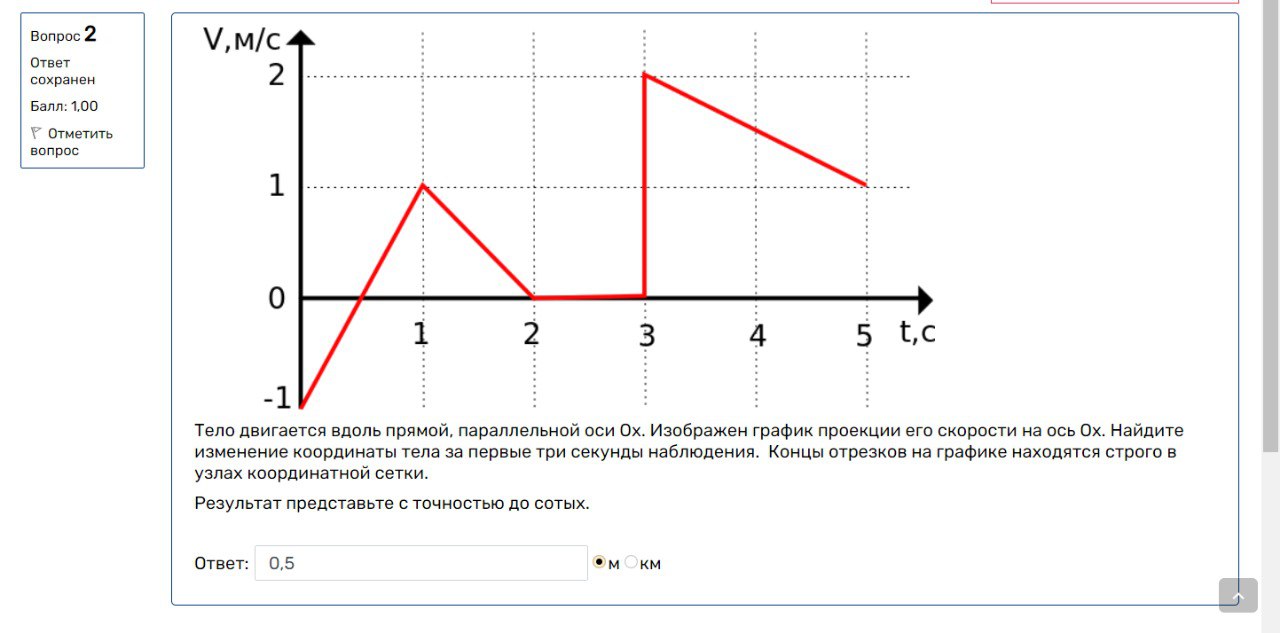 Вопрос 2
Ответ
сохранен
Балл: 1,00
Отметить
вопрос
V,м/с
2
1
0
-1
1 2 3 4 5 t,с
Тело двигается вдоль прямой, параллельной оси Ox. Изображен график проекции его скорости на ось Ox. Найдите
изменение координаты тела за первые три секунды наблюдения. Концы отрезков на графике находятся строго в
узлах координатной сетки.
Результат представьте с точностью до сотых.
Ответ: 0,5 м км